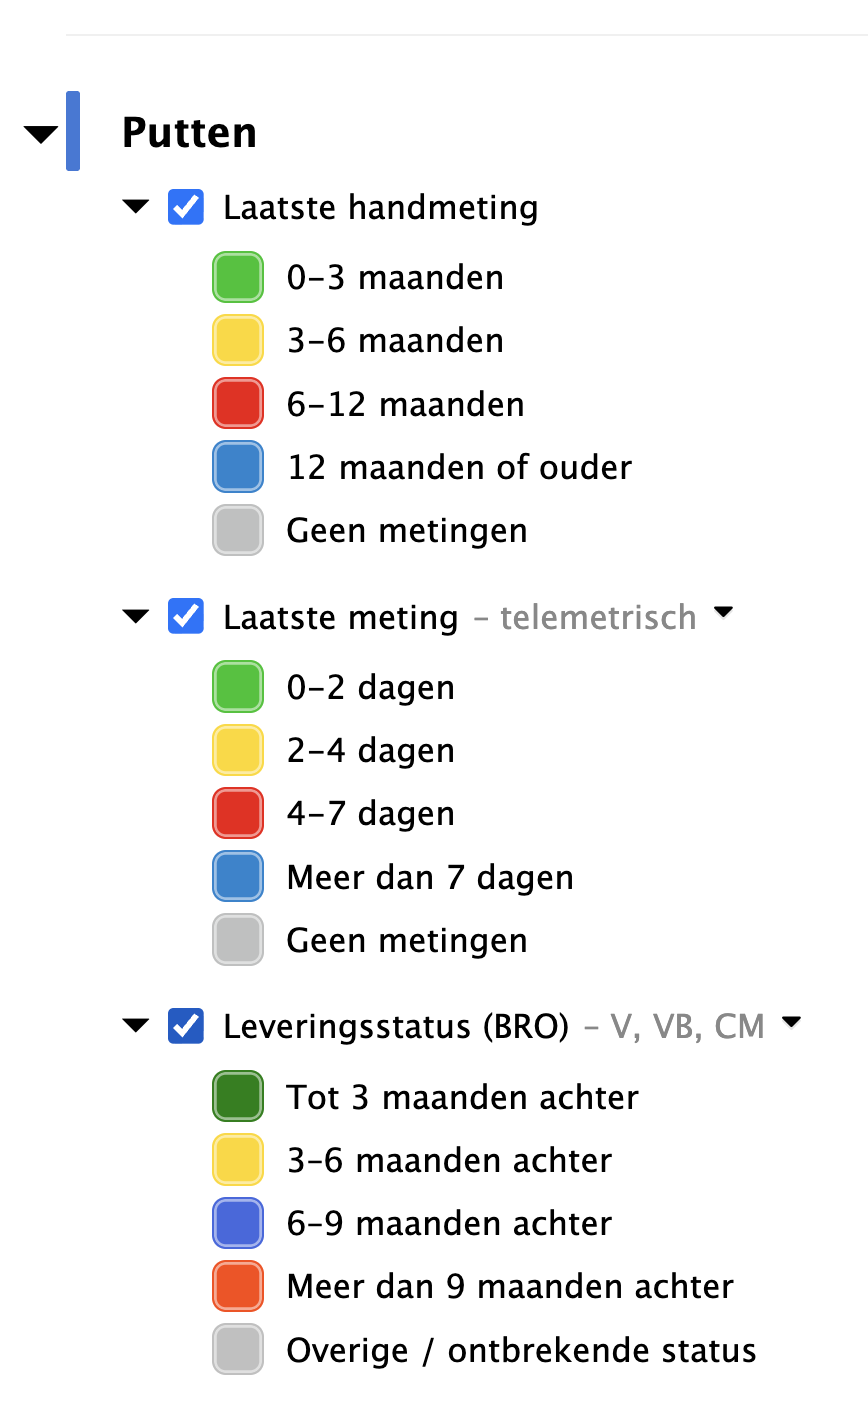 Putten
Laatste handmeting
0–3 maanden
3–6 maanden
6–12 maanden
12 maanden of ouder
Geen metingen
Laatste meting – telemetrisch
0–2 dagen
2–4 dagen
4–7 dagen
Meer dan 7 dagen
Geen metingen
Leveringsstatus (BRO) – V, VB, CM
Tot 3 maanden achter
3–6 maanden achter
6–9 maanden achter
Meer dan 9 maanden achter
Overige / ontbrekende status